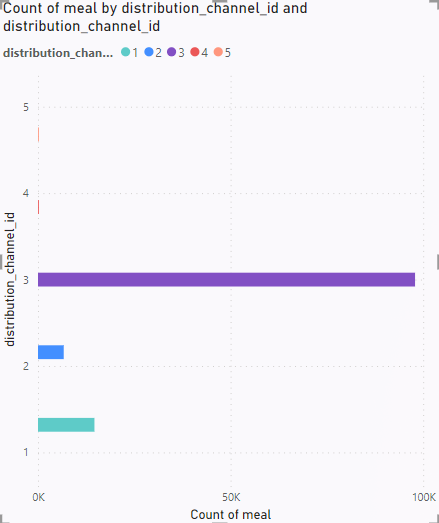 Count of meal by distribution_channel_id and
distribution_channel_id
distribution_chan... 1 2 3 4 5
5
4
3
2
1
distribution_channel_id
0K 50K 100K
Count of meal